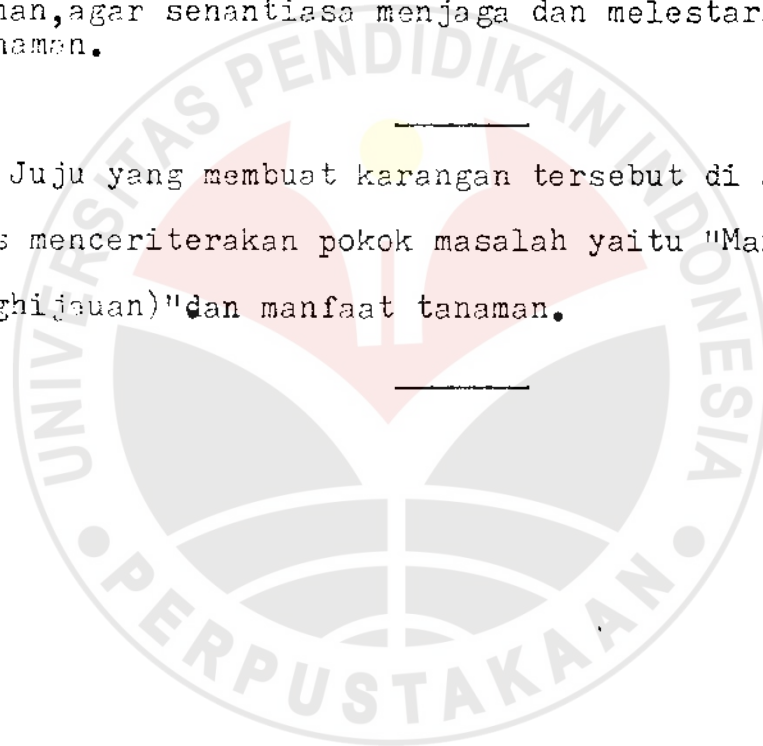 man,agar senantiasa menjaga dan melestar
naman.
Juju yang membuat karangan tersebut di
s menceriterakan pokok masalah yaitu "Ma
ghijauan)"dan manfaat tanaman.
UNIVERSITAS PENDIDIKAN INDONESIA
PERPUSTAKAAN